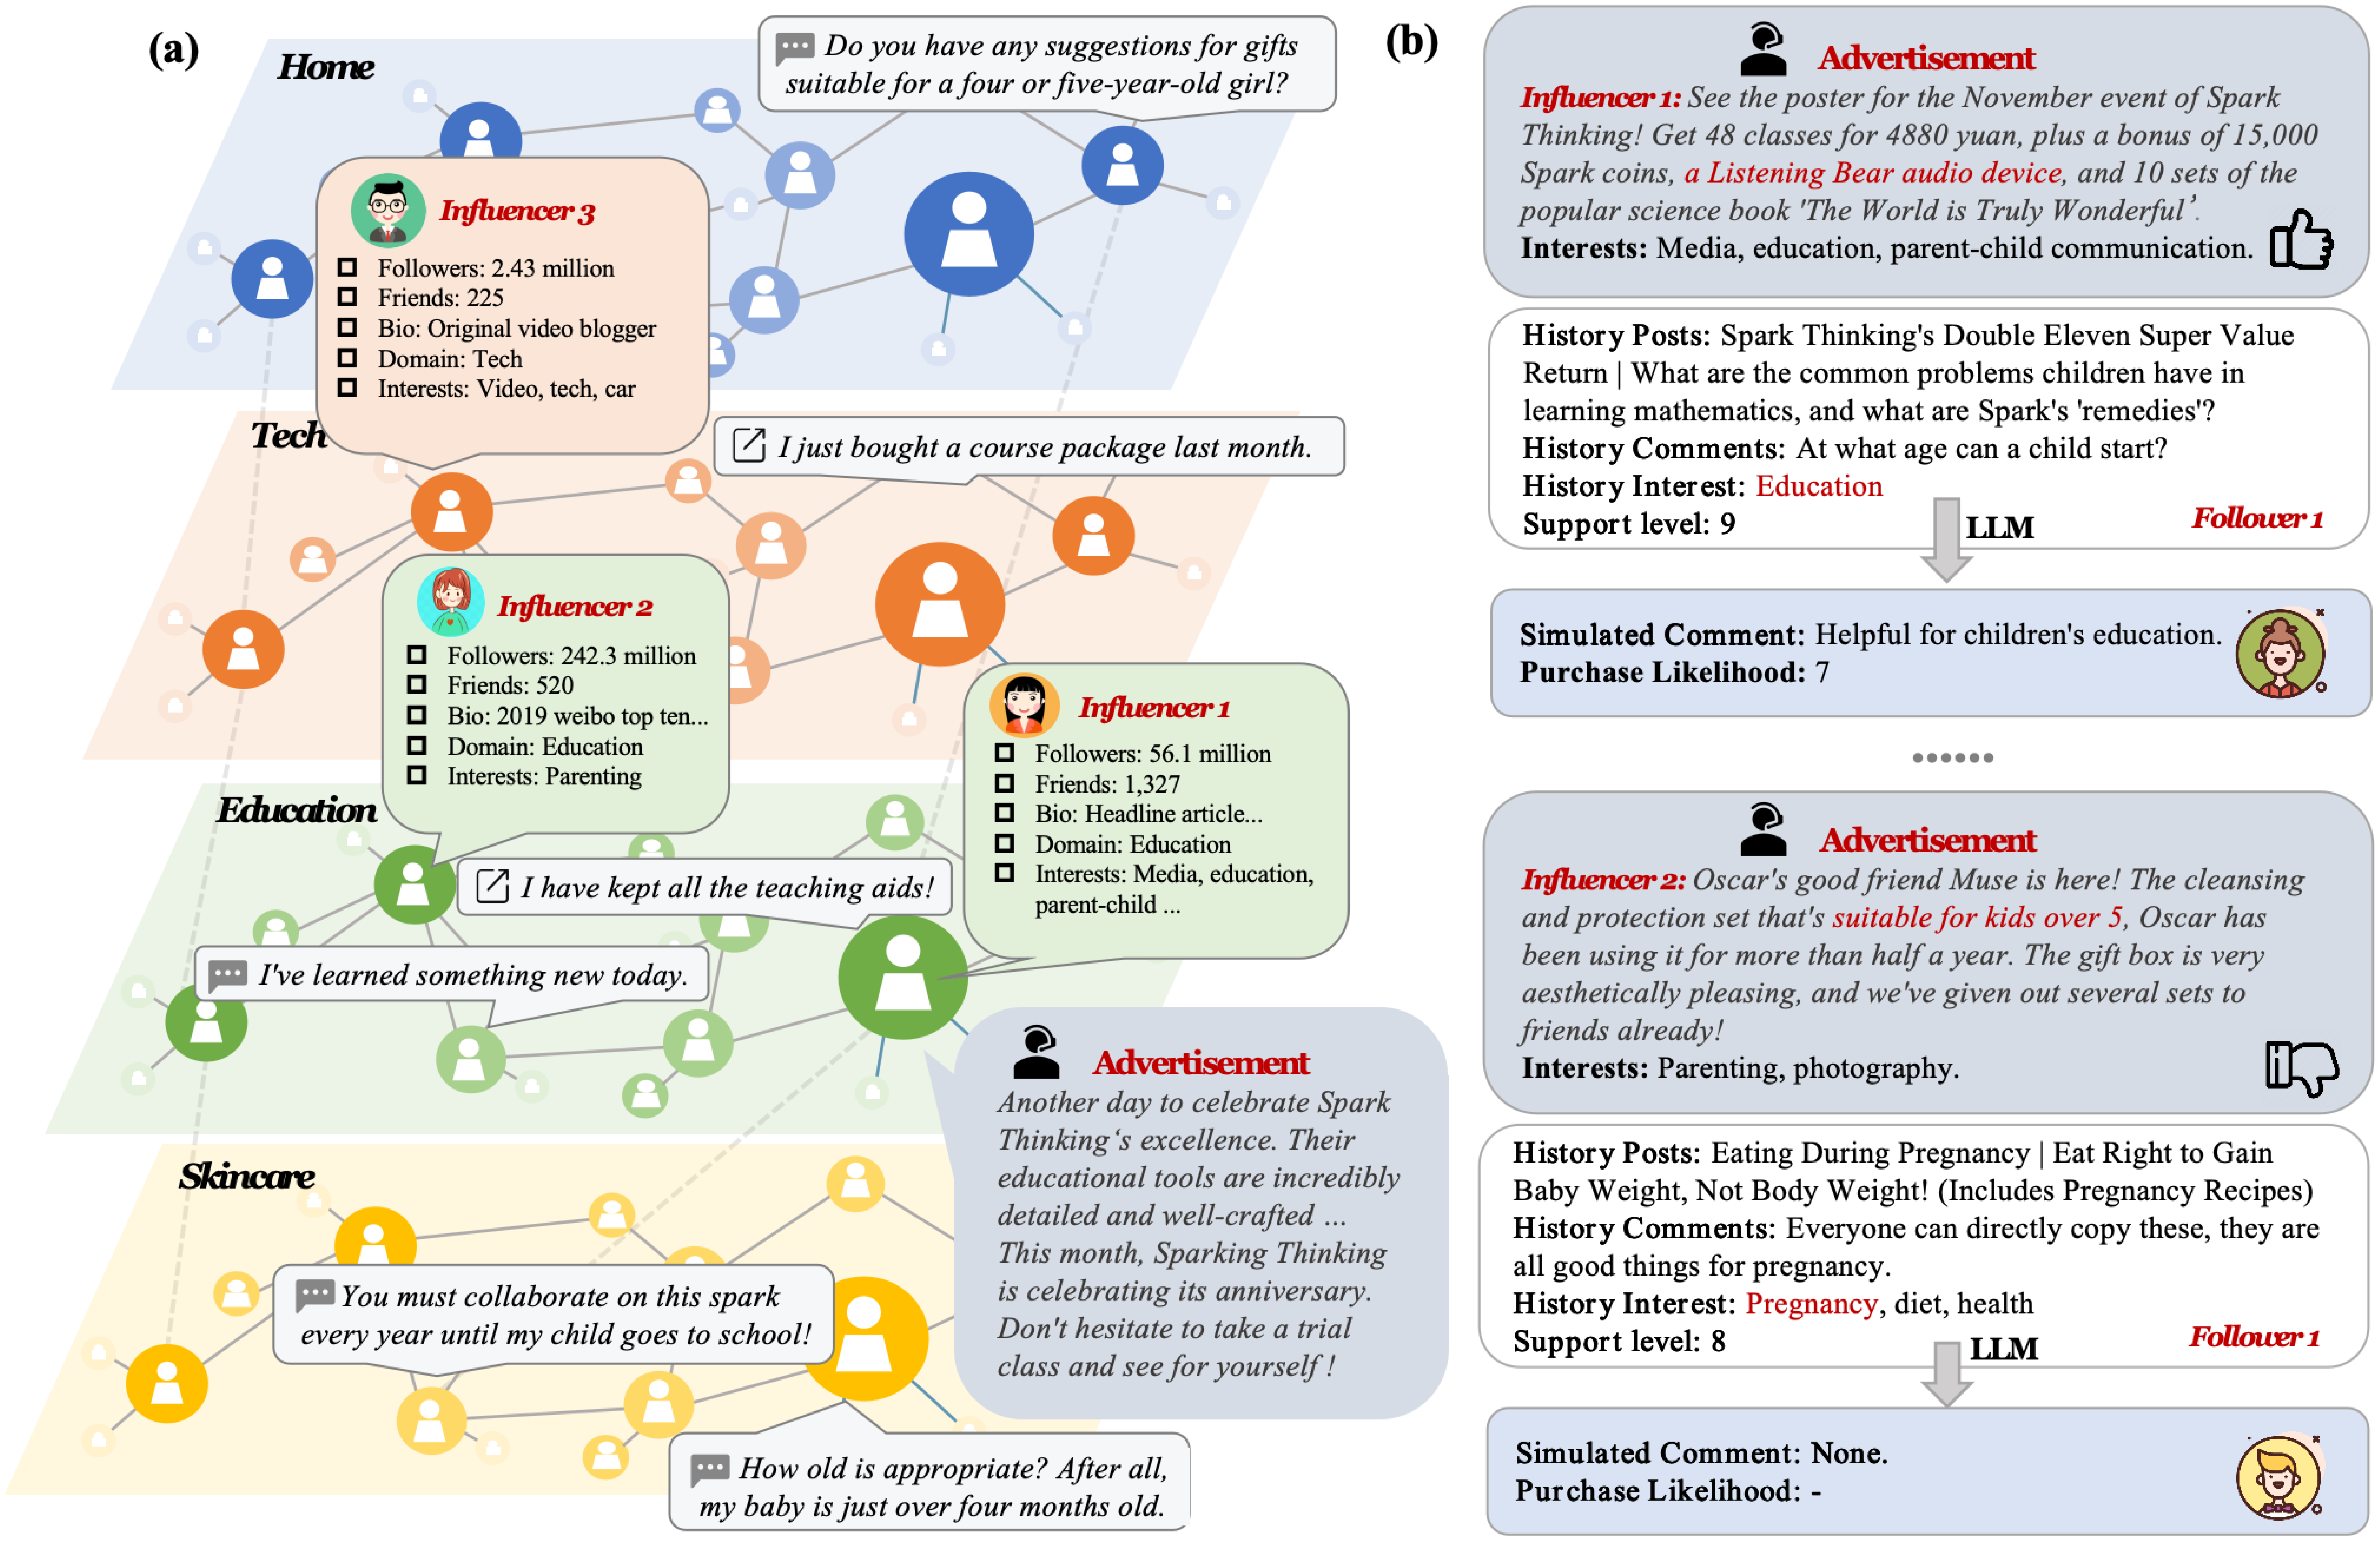 (a)
Home
Do you have any suggestions for gifts
suitable for a four or five-year-old girl?
Influencer 3
Followers: 2.43 million
Friends: 225
Bio: Original video blogger
Domain: Tech
Interests: Video, tech, car
Tech
I just bought a course package last month.
Influencer 2
Followers: 242.3 million
Friends: 520
Bio: 2019 weibo top ten...
Domain: Education
Interests: Parenting
Influencer 1
Followers: 56.1 million
Friends: 1,327
Bio: Headline article...
Domain: Education
Interests: Media, education,
parent-child ...
Education
I have kept all the teaching aids!
I've learned something new today.
Advertisement
Another day to celebrate Spark
Thinking‘s excellence. Their
educational tools are incredibly
detailed and well-crafted ...
This month, Sparking Thinking
is celebrating its anniversary.
Don't hesitate to take a trial
class and see for yourself !
Skincare
You must collaborate on this spark
every year until my child goes to school!
How old is appropriate? After all,
my baby is just over four months old.
(b)
Advertisement
Influencer 1: See the poster for the November event of Spark
Thinking! Get 48 classes for 4880 yuan, plus a bonus of 15,000
Spark coins, a Listening Bear audio device, and 10 sets of the
popular science book 'The World is Truly Wonderful’.
Interests: Media, education, parent-child communication.
History Posts: Spark Thinking's Double Eleven Super Value
Return | What are the common problems children have in
learning mathematics, and what are Spark's 'remedies'?
History Comments: At what age can a child start?
History Interest: Education
Support level: 9
Follower 1
LLM
Simulated Comment: Helpful for children's education.
Purchase Likelihood: 7
......
Advertisement
Influencer 2: Oscar's good friend Muse is here! The cleansing
and protection set that's suitable for kids over 5, Oscar has
been using it for more than half a year. The gift box is very
aesthetically pleasing, and we've given out several sets to
friends already!
Interests: Parenting, photography.
History Posts: Eating During Pregnancy | Eat Right to Gain
Baby Weight, Not Body Weight! (Includes Pregnancy Recipes)
History Comments: Everyone can directly copy these, they are
all good things for pregnancy.
History Interest: Pregnancy, diet, health
Support level: 8
Follower 1
LLM
Simulated Comment: None.
Purchase Likelihood: -